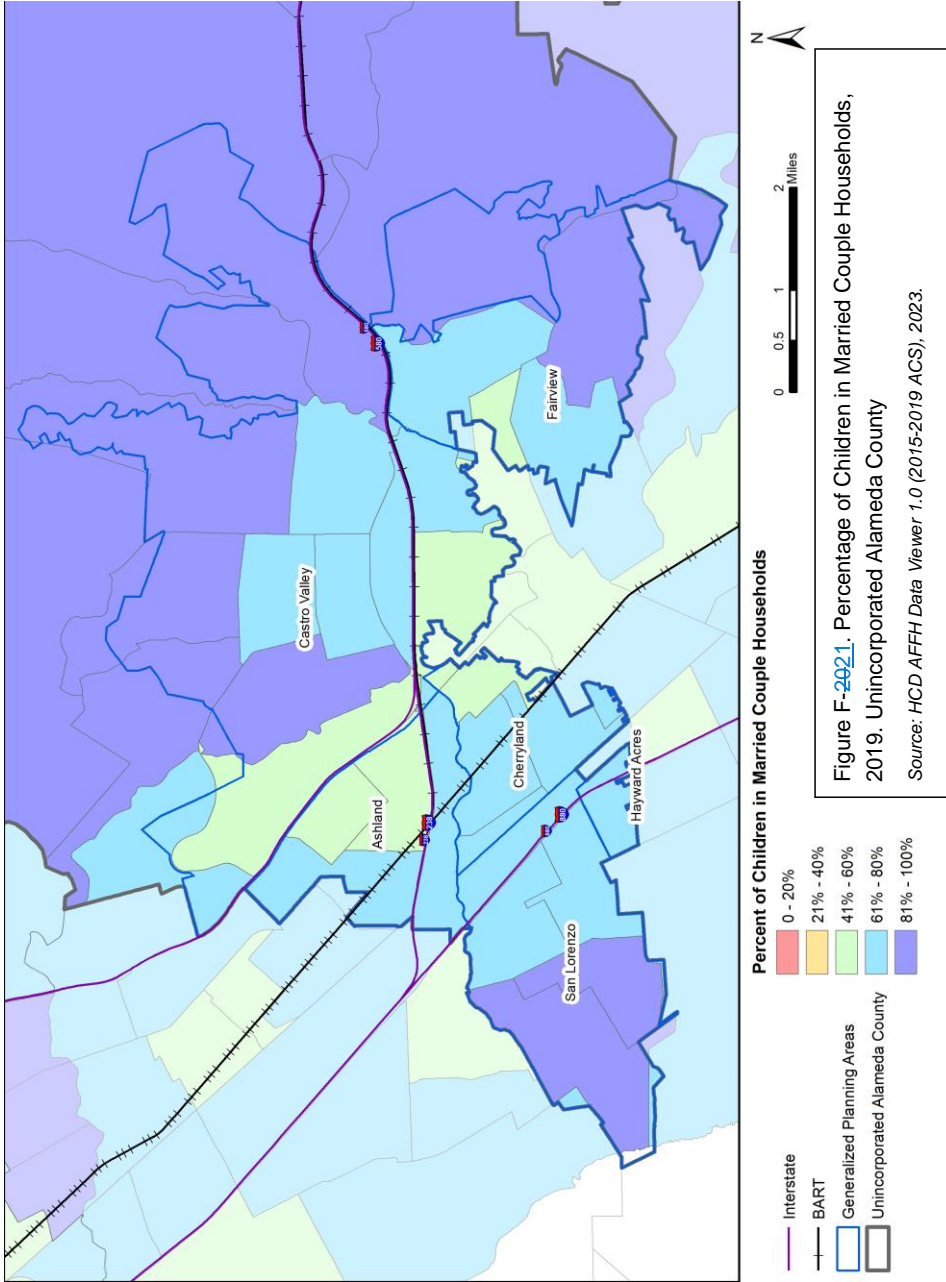 Castro Valley
Ashland
Cherryland
Fairview
Hayward Acres
San Lorenzo
580
238
880
N
0 0.5 1 2
Miles
Percent of Children in Married Couple Households
Interstate
BART
Generalized Planning Areas
Unincorporated Alameda County
0 - 20%
21% - 40%
41% - 60%
61% - 80%
81% - 100%
Figure F-2021. Percentage of Children in Married Couple Households,
2019. Unincorporated Alameda County
Source: HCD AFFH Data Viewer 1.0 (2015-2019 ACS), 2023.